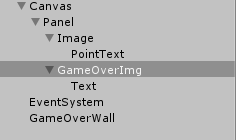 Canvas
Panel
Image
PointText
GameOverImg
Text
EventSystem
GameOverWall